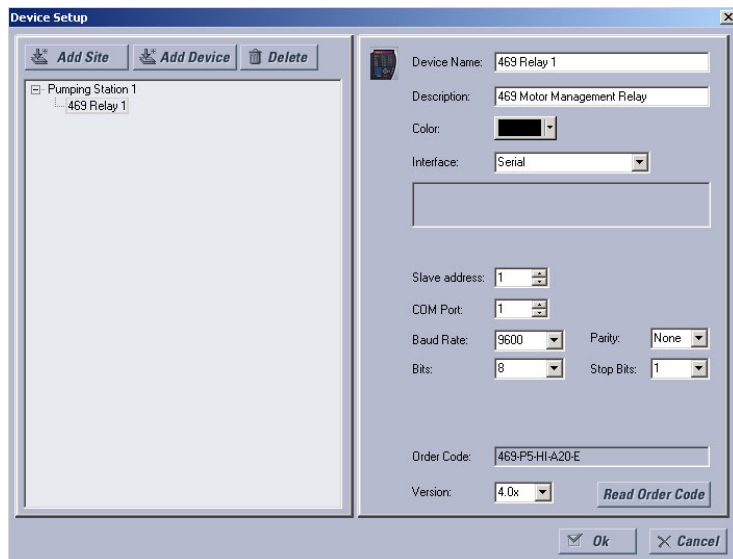 Device Setup
Add Site Add Device Delete
Pumping Station 1
469 Relay 1
Device Name: 469 Relay 1
Description: 469 Motor Management Relay
Color:
Interface: Serial
Slave address: 1
COM Port: 1
Baud Rate: 9600 Parity: None
Bits: 8 Stop Bits: 1
Order Code: 469-P5-HI-A20-E
Version: 4.0x Read Order Code
Ok Cancel